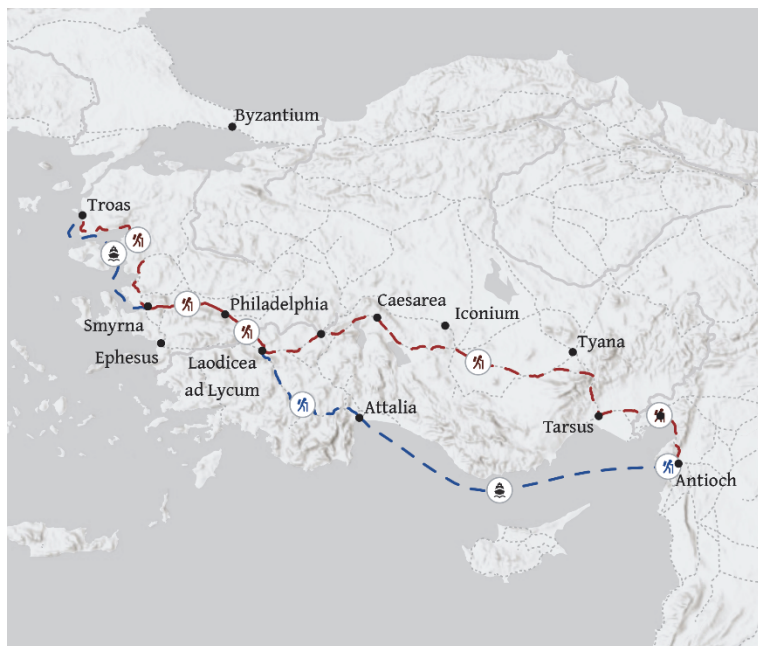 Byzantium
Troas
Philadelphia
Caesarea
Iconium
Smyrna
Ephesus
Laodicea
ad Lycum
Tyana
Attalia
Tarsus
Antioch